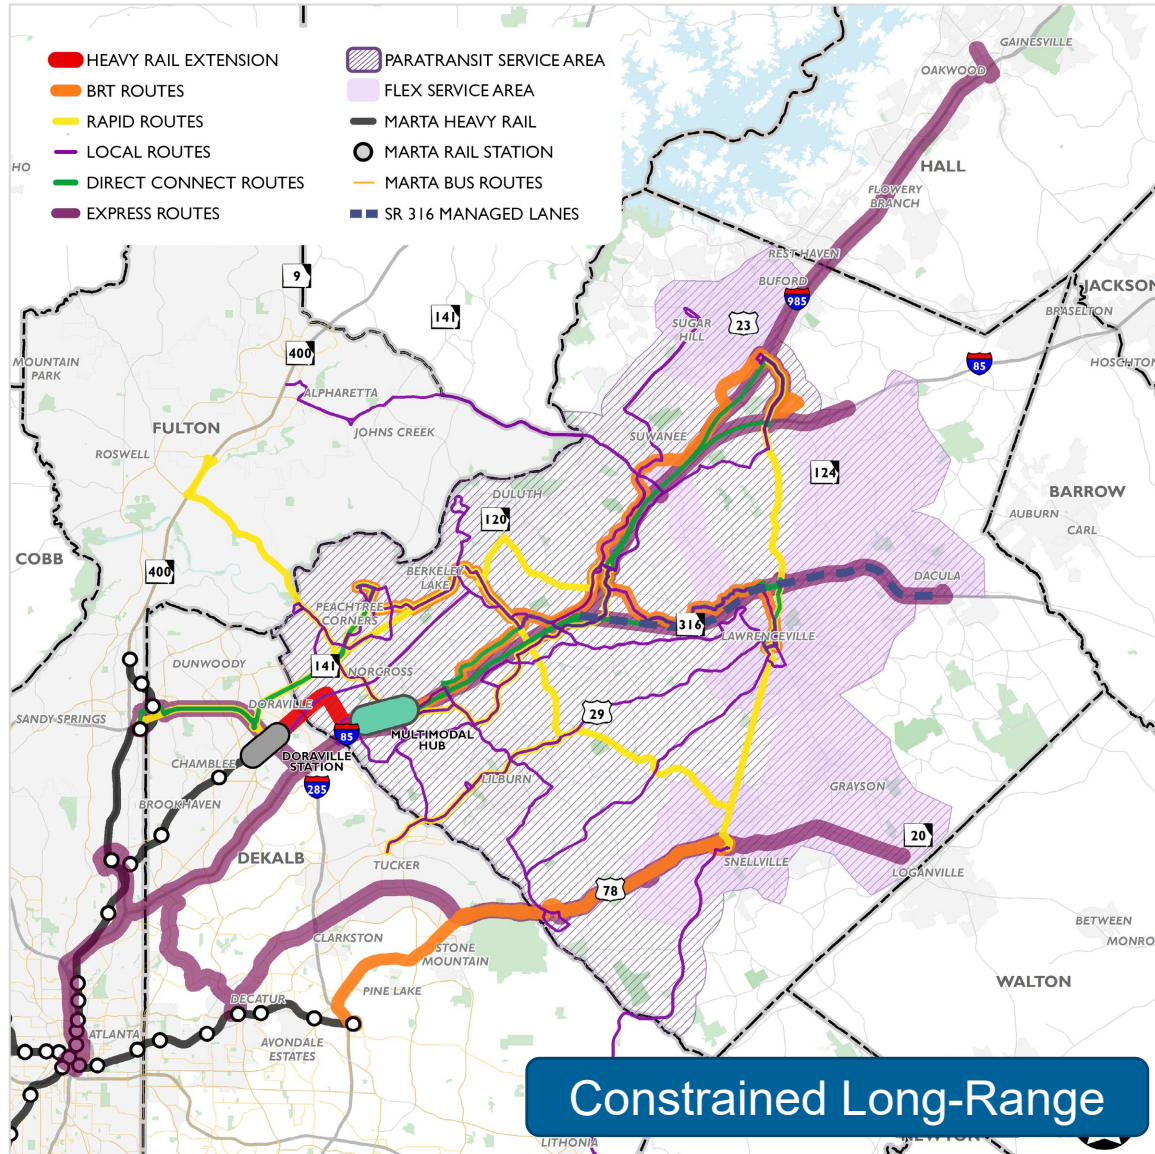 HEAVY RAIL EXTENSION
BRT ROUTES
RAPID ROUTES
LOCAL ROUTES
DIRECT CONNECT ROUTES
EXPRESS ROUTES
PARATRANSIT SERVICE AREA
FLEX SERVICE AREA
MARTA HEAVY RAIL
MARTA RAIL STATION
MARTA BUS ROUTES
SR 316 MANAGED LANES
GAINESVILLE
OAKWOOD
HALL
FLOWERY
BRANCH
HO
REST HAVEN
BUFORD
985
9
141
23
SUGAR
HILL
JACKSON
BRASELTON
400
MOUNTAIN
PARK
85
HOSCHTON
ALPHARETTA
FULTON
JOHNS CREEK
SUWANEE
ROSWELL
124
DULUTH
BARROW
120
AUBURN
CARL
COBB
400
BERKELEY
LAKE
DACULA
PEACHTREE
CORNERS
316
LAWRENCEVILLE
DUNWOODY
141
NORCROSS
DORAVILLE
SANDY SPRINGS
29
85
MULTIMODAL
HUB
DORAVILLE
STATION
CHAMBLEE
285
LILBURN
GRAYSON
BROOKHAVEN
20
DEKALB
TUCKER
SNELLVILLE
LOGANVILLE
78
BETWEEN
CLARKSTON
STONE
MOUNTAIN
MONRO
PINE LAKE
WALTON
DECATUR
ATLANTA
AVONDALE
ESTATES
Constrained Long-Range
LITHONIA
NEWTON